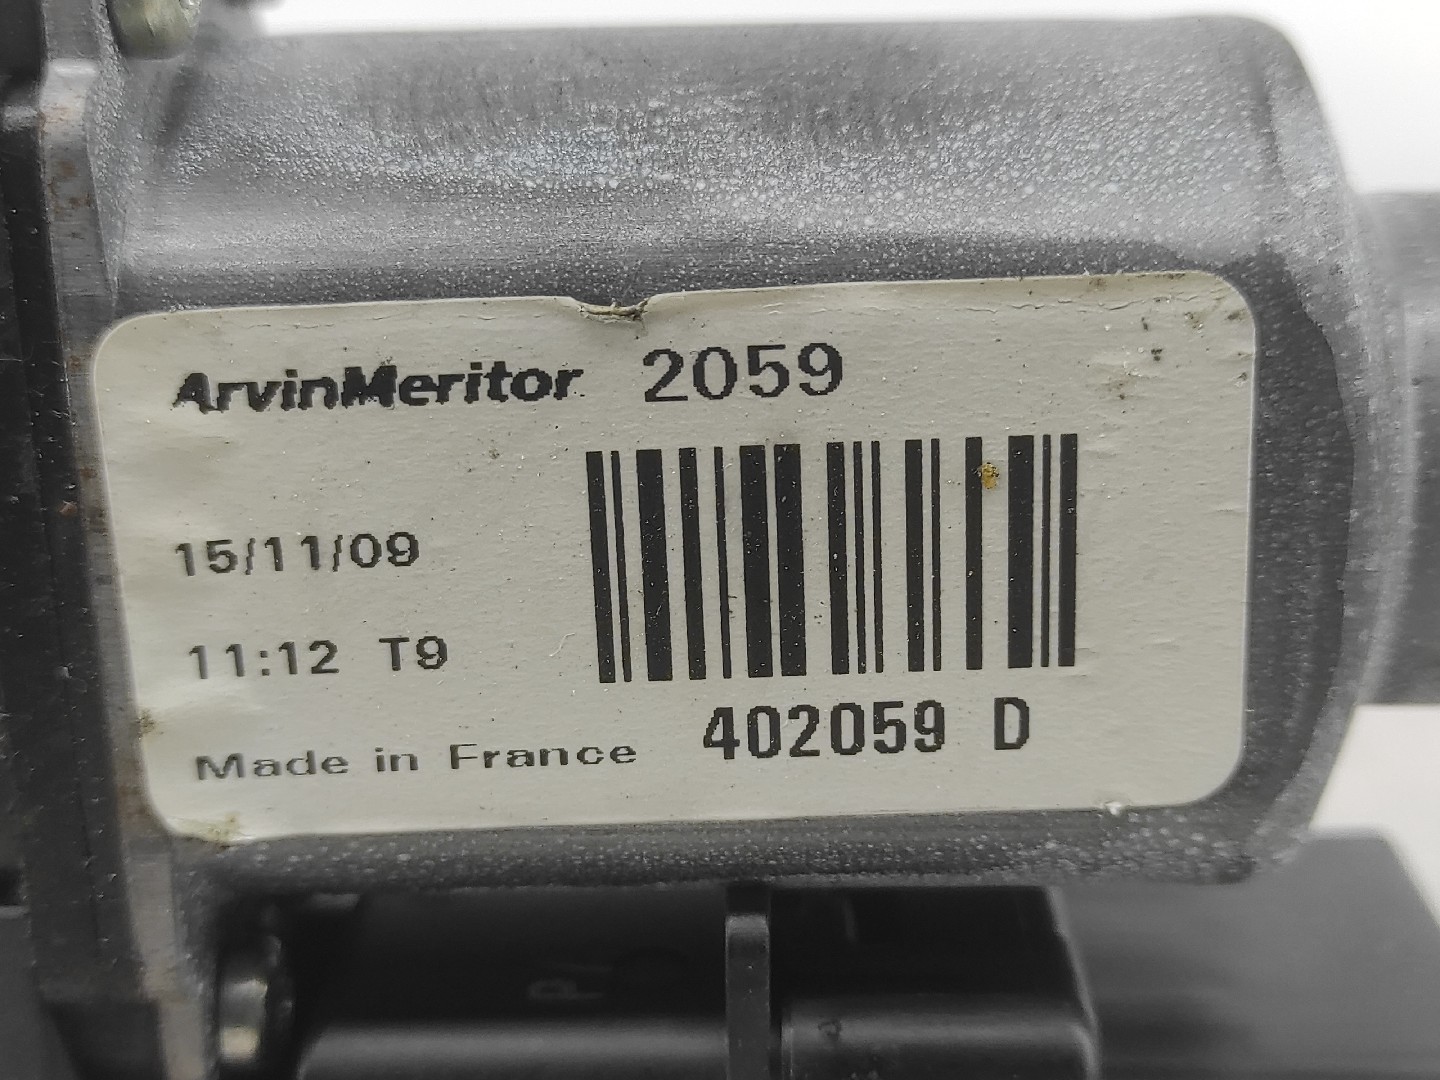 ArvinMeritor 2059
15/11/09
11:12 T9
Made in France 402059 D